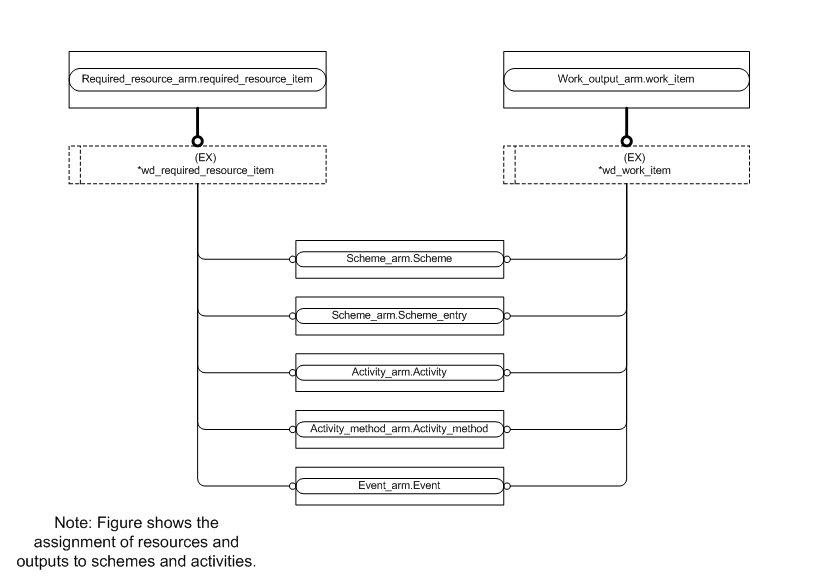 Required_resource_arm.required_resource_item
Work_output_arm.work_item
(EX)
*wd_required_resource_item
(EX)
*wd_work_item
Scheme_arm.Scheme
Scheme_arm.Scheme_entry
Activity_arm.Activity
Activity_method_arm.Activity_method
Event_arm.Event
Note: Figure shows the
assignment of resources and
outputs to schemes and activities.